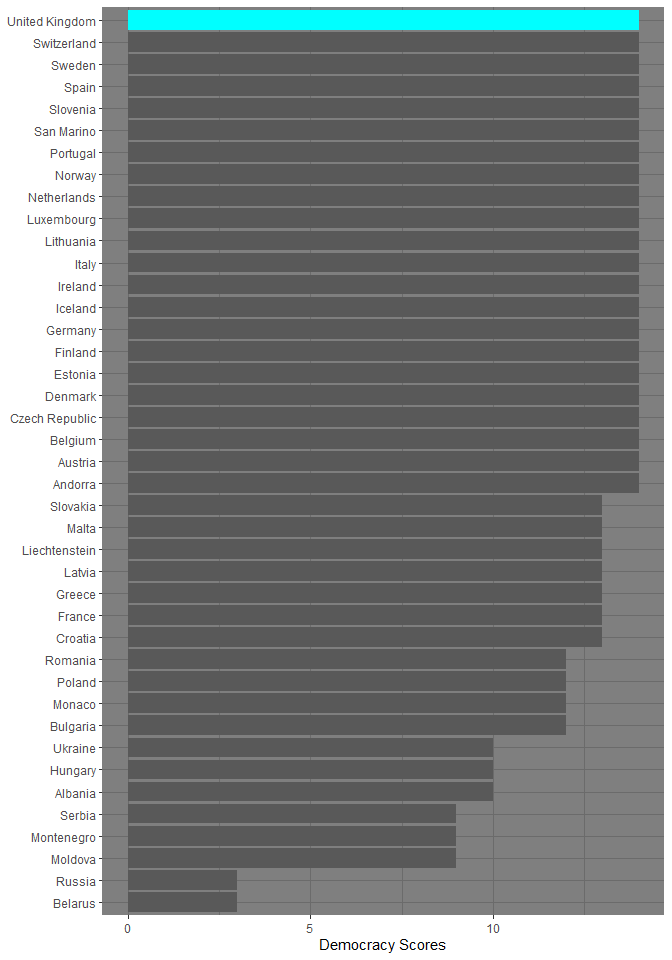 United Kingdom
Switzerland
Sweden
Spain
Slovenia
San Marino
Portugal
Norway
Netherlands
Luxembourg
Lithuania
Italy
Ireland
Iceland
Germany
Finland
Estonia
Denmark
Czech Republic
Belgium
Austria
Andorra
Slovakia
Malta
Liechtenstein
Latvia
Greece
France
Croatia
Romania
Poland
Monaco
Bulgaria
Ukraine
Hungary
Albania
Serbia
Montenegro
Moldova
Russia
Belarus
0 5 10
Democracy Scores